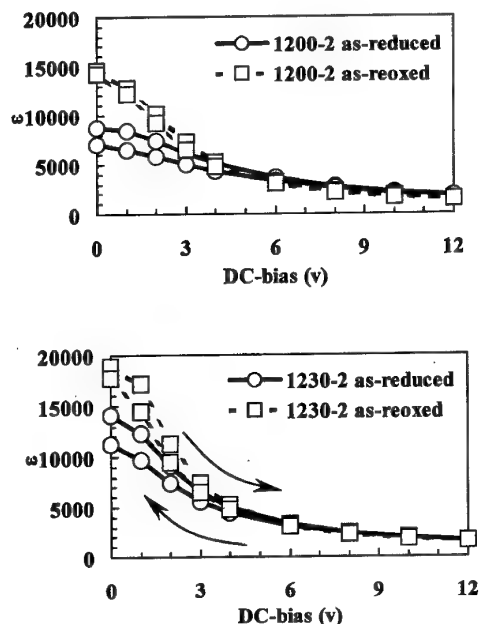 20000
15000
10000
5000
0
ε
1200-2 as-reduced
1200-2 as-reoxed
0 3 6 9 12
DC-bias (v)
20000
15000
10000
5000
0
ε
1230-2 as-reduced
1230-2 as-reoxed
0 3 6 9 12
DC-bias (v)